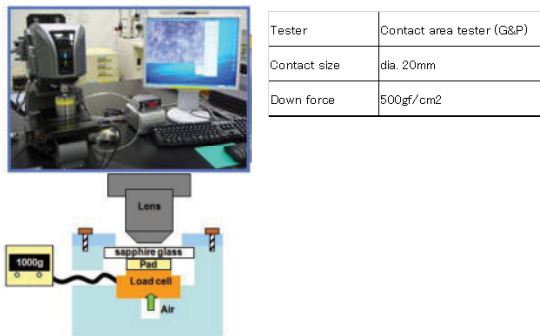 Tester Contact area tester (G&P)
Contact size dia. 20mm
Down force 500gf/cm2
Lens
sapphire glass
1000g
Pad
Load cell
Air